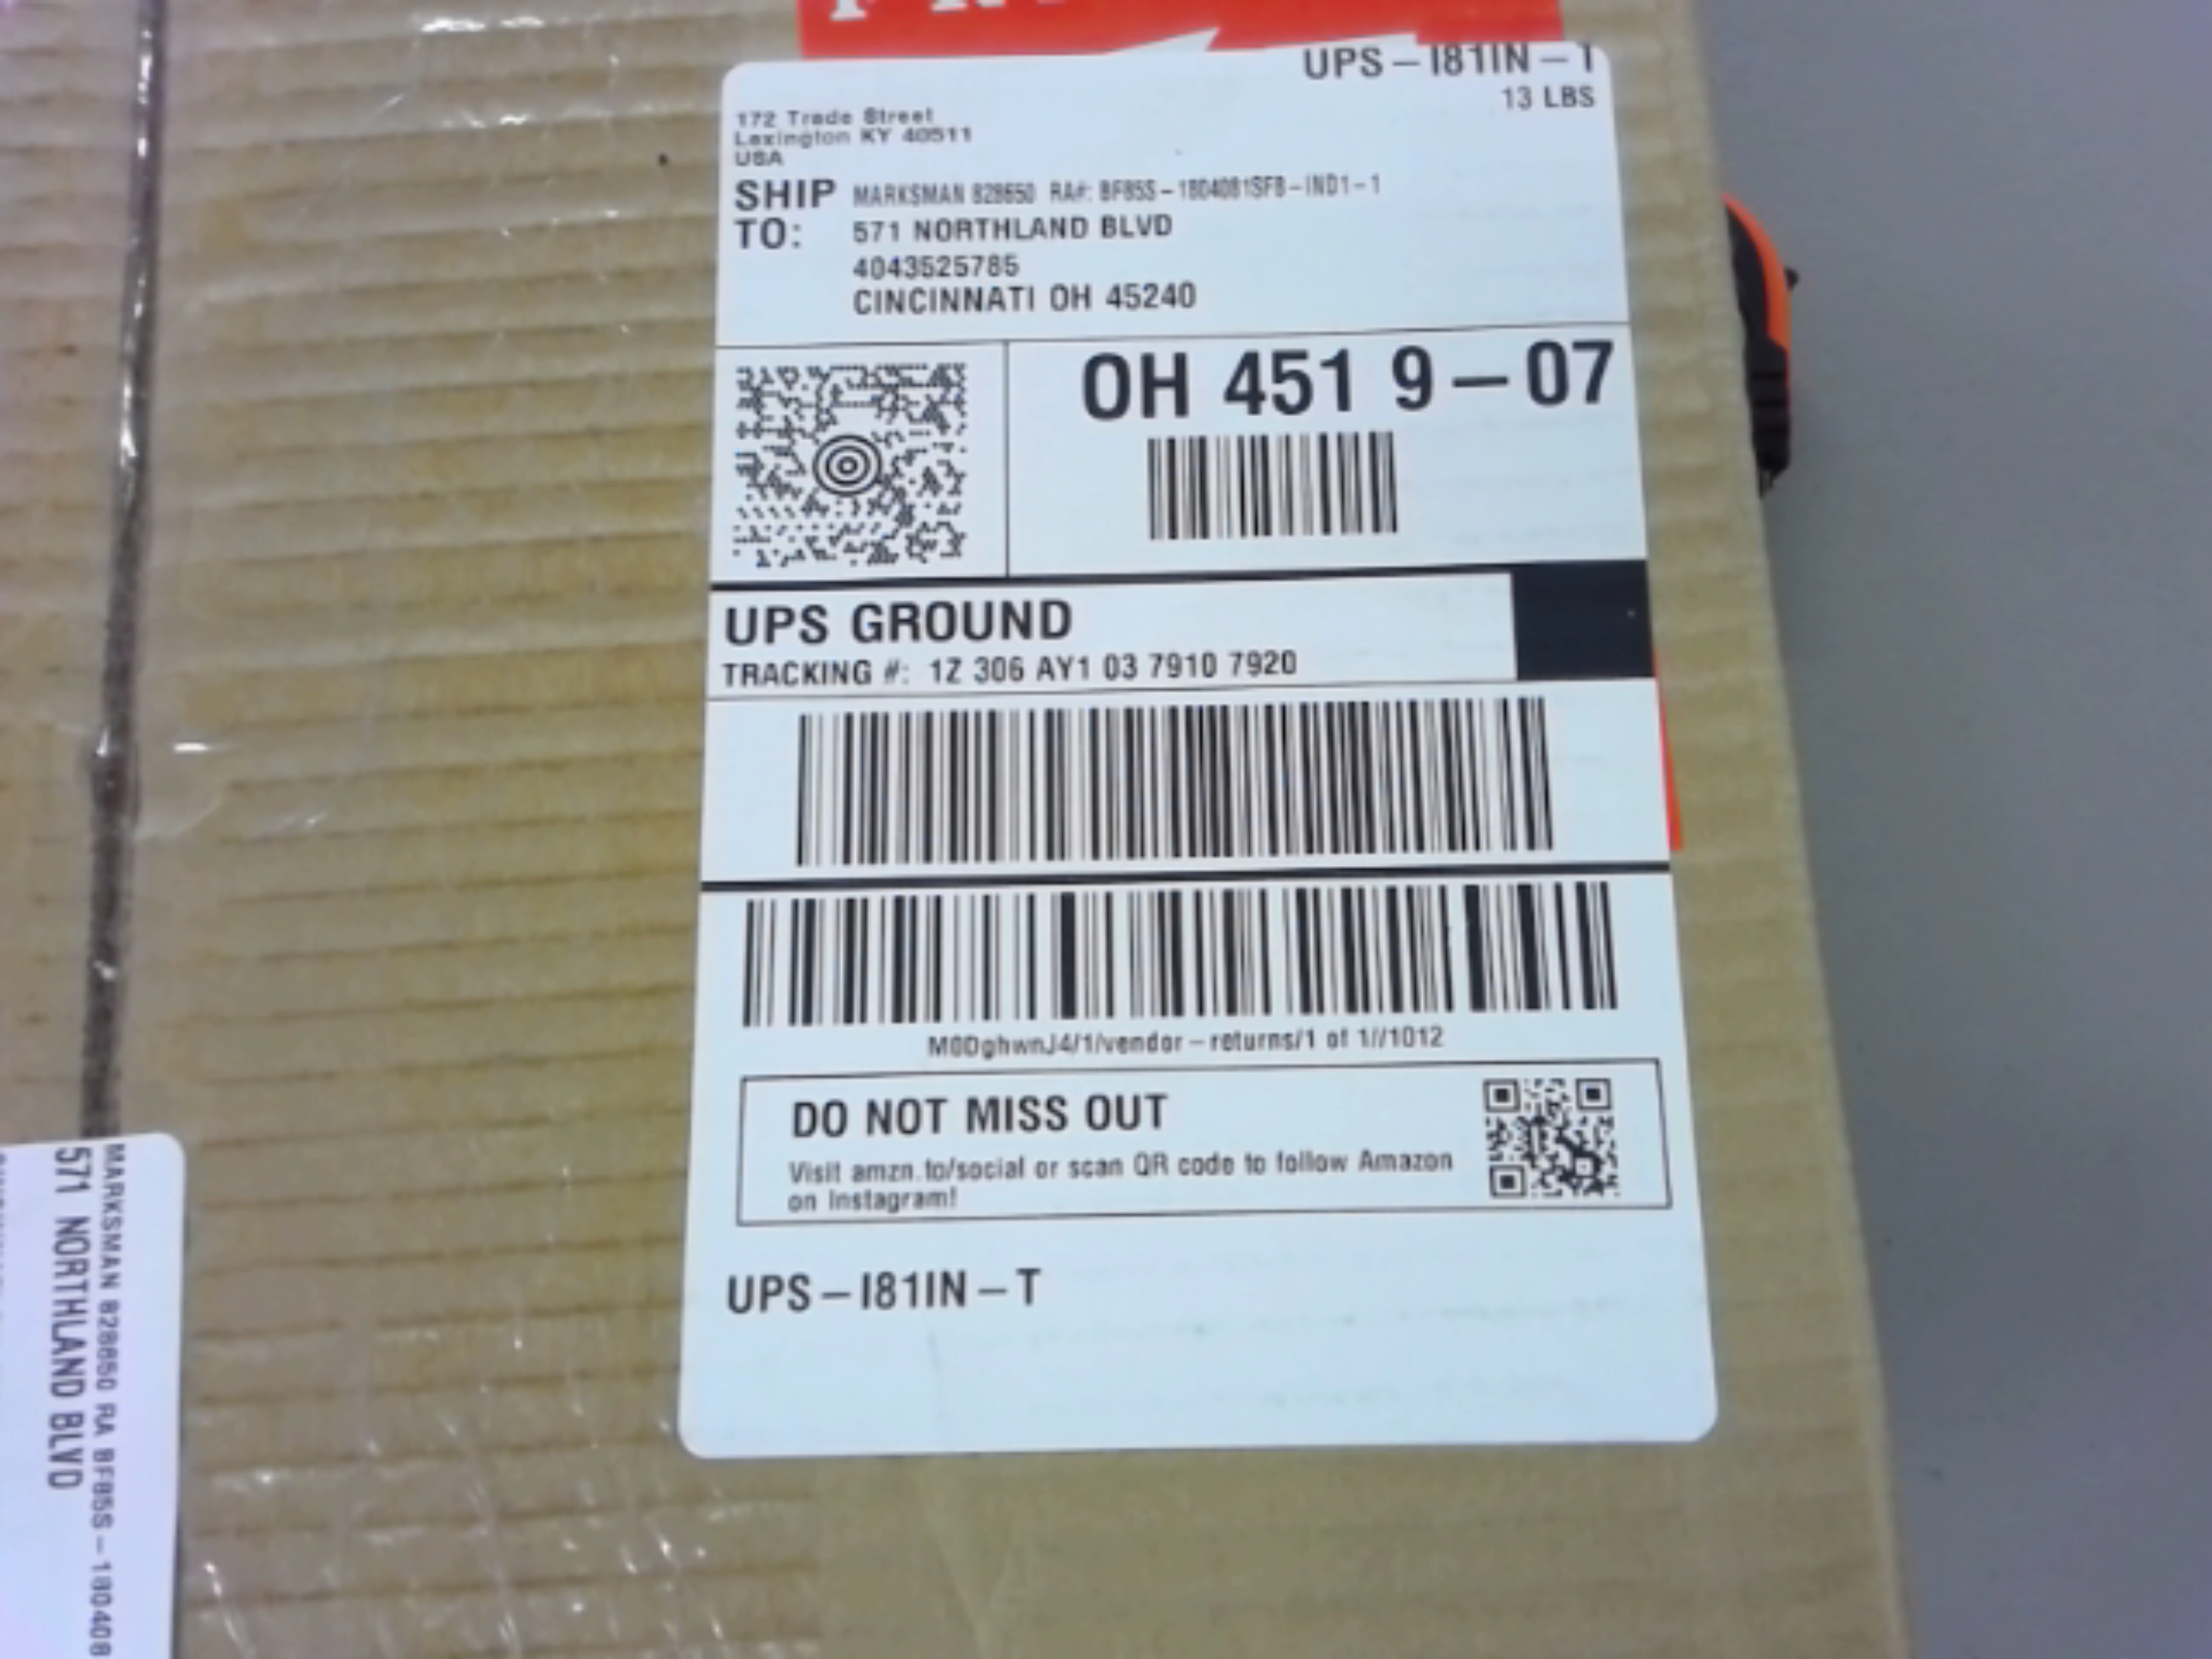 UPS – I81IN – T
13 LBS
172 Trade Street
Lexington KY 40511
USA
SHIP TO:
MARKSMAN 828650 RA#: BF85S – 1804081SFB – IND1 – 1
571 NORTHLAND BLVD
4043525785
CINCINNATI OH 45240
OH 451 9 – 07
UPS GROUND
TRACKING #: 1Z 306 AY1 03 7910 7920
M0DghwnJ4/1/vendor – returns/1 of 1//1012
DO NOT MISS OUT
Visit amzn.to/social or scan QR code to follow Amazon
on Instagram!
UPS – I81IN – T
MARKSMAN 828650 RA BF85S – 180408
571 NORTHLAND BLVD